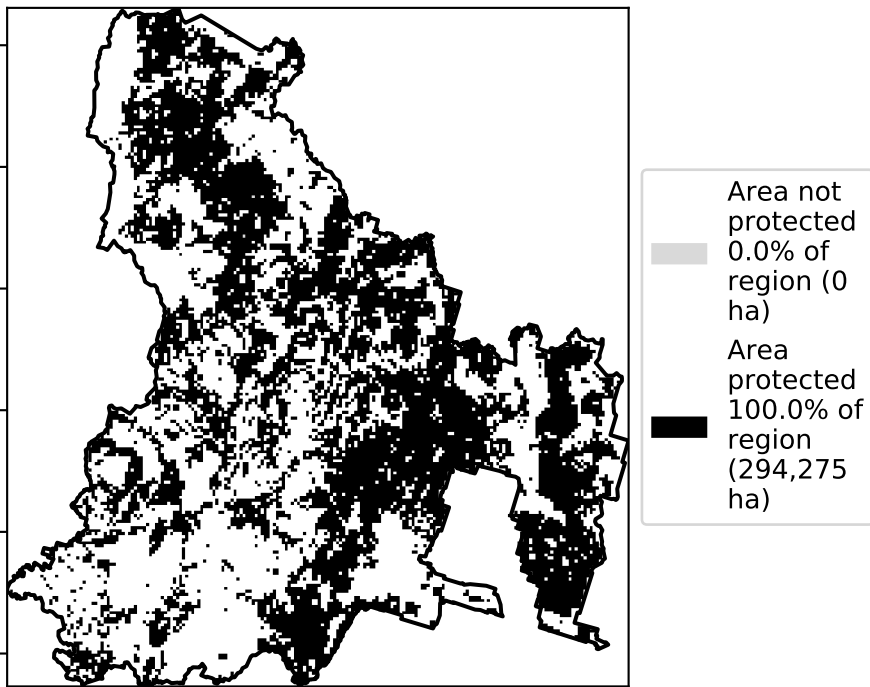 Area not
protected
0.0% of
region (0
ha)
Area
protected
100.0% of
region
(294,275
ha)